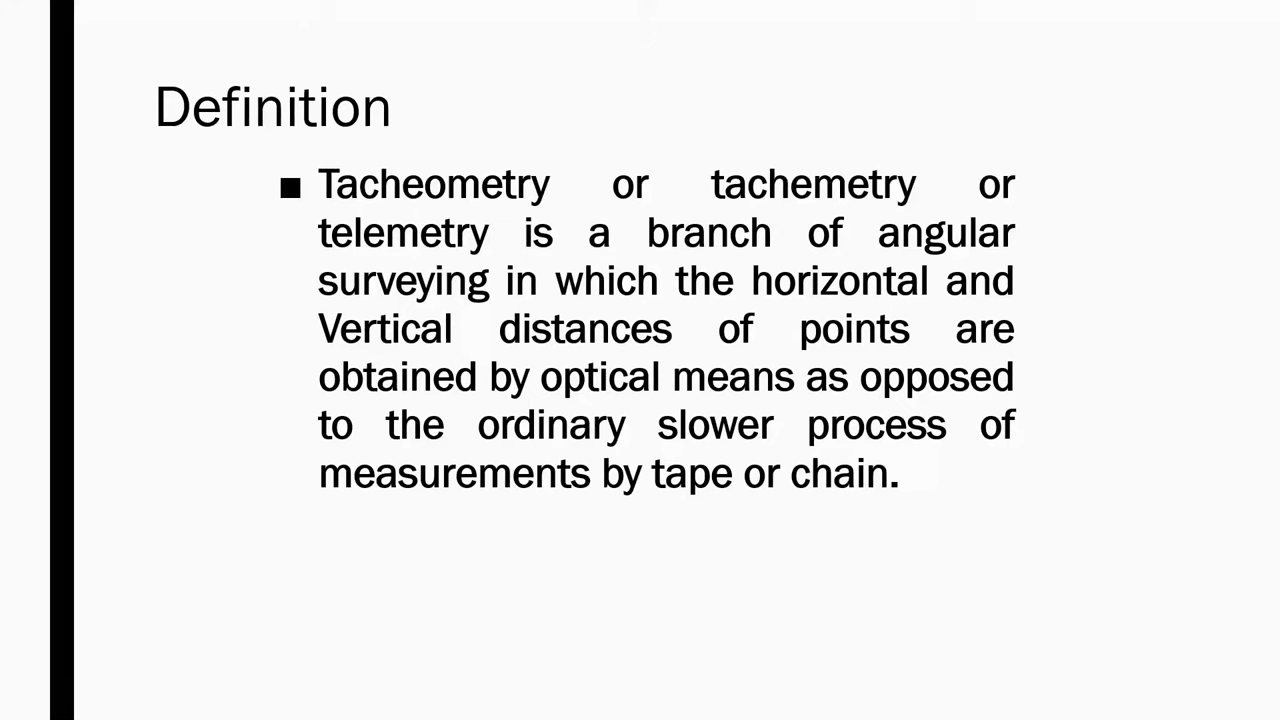 Definition
■ Tacheometry or tachemetry or
telemetry is a branch of angular
surveying in which the horizontal and
Vertical distances of points are
obtained by optical means as opposed
to the ordinary slower process of
measurements by tape or chain.